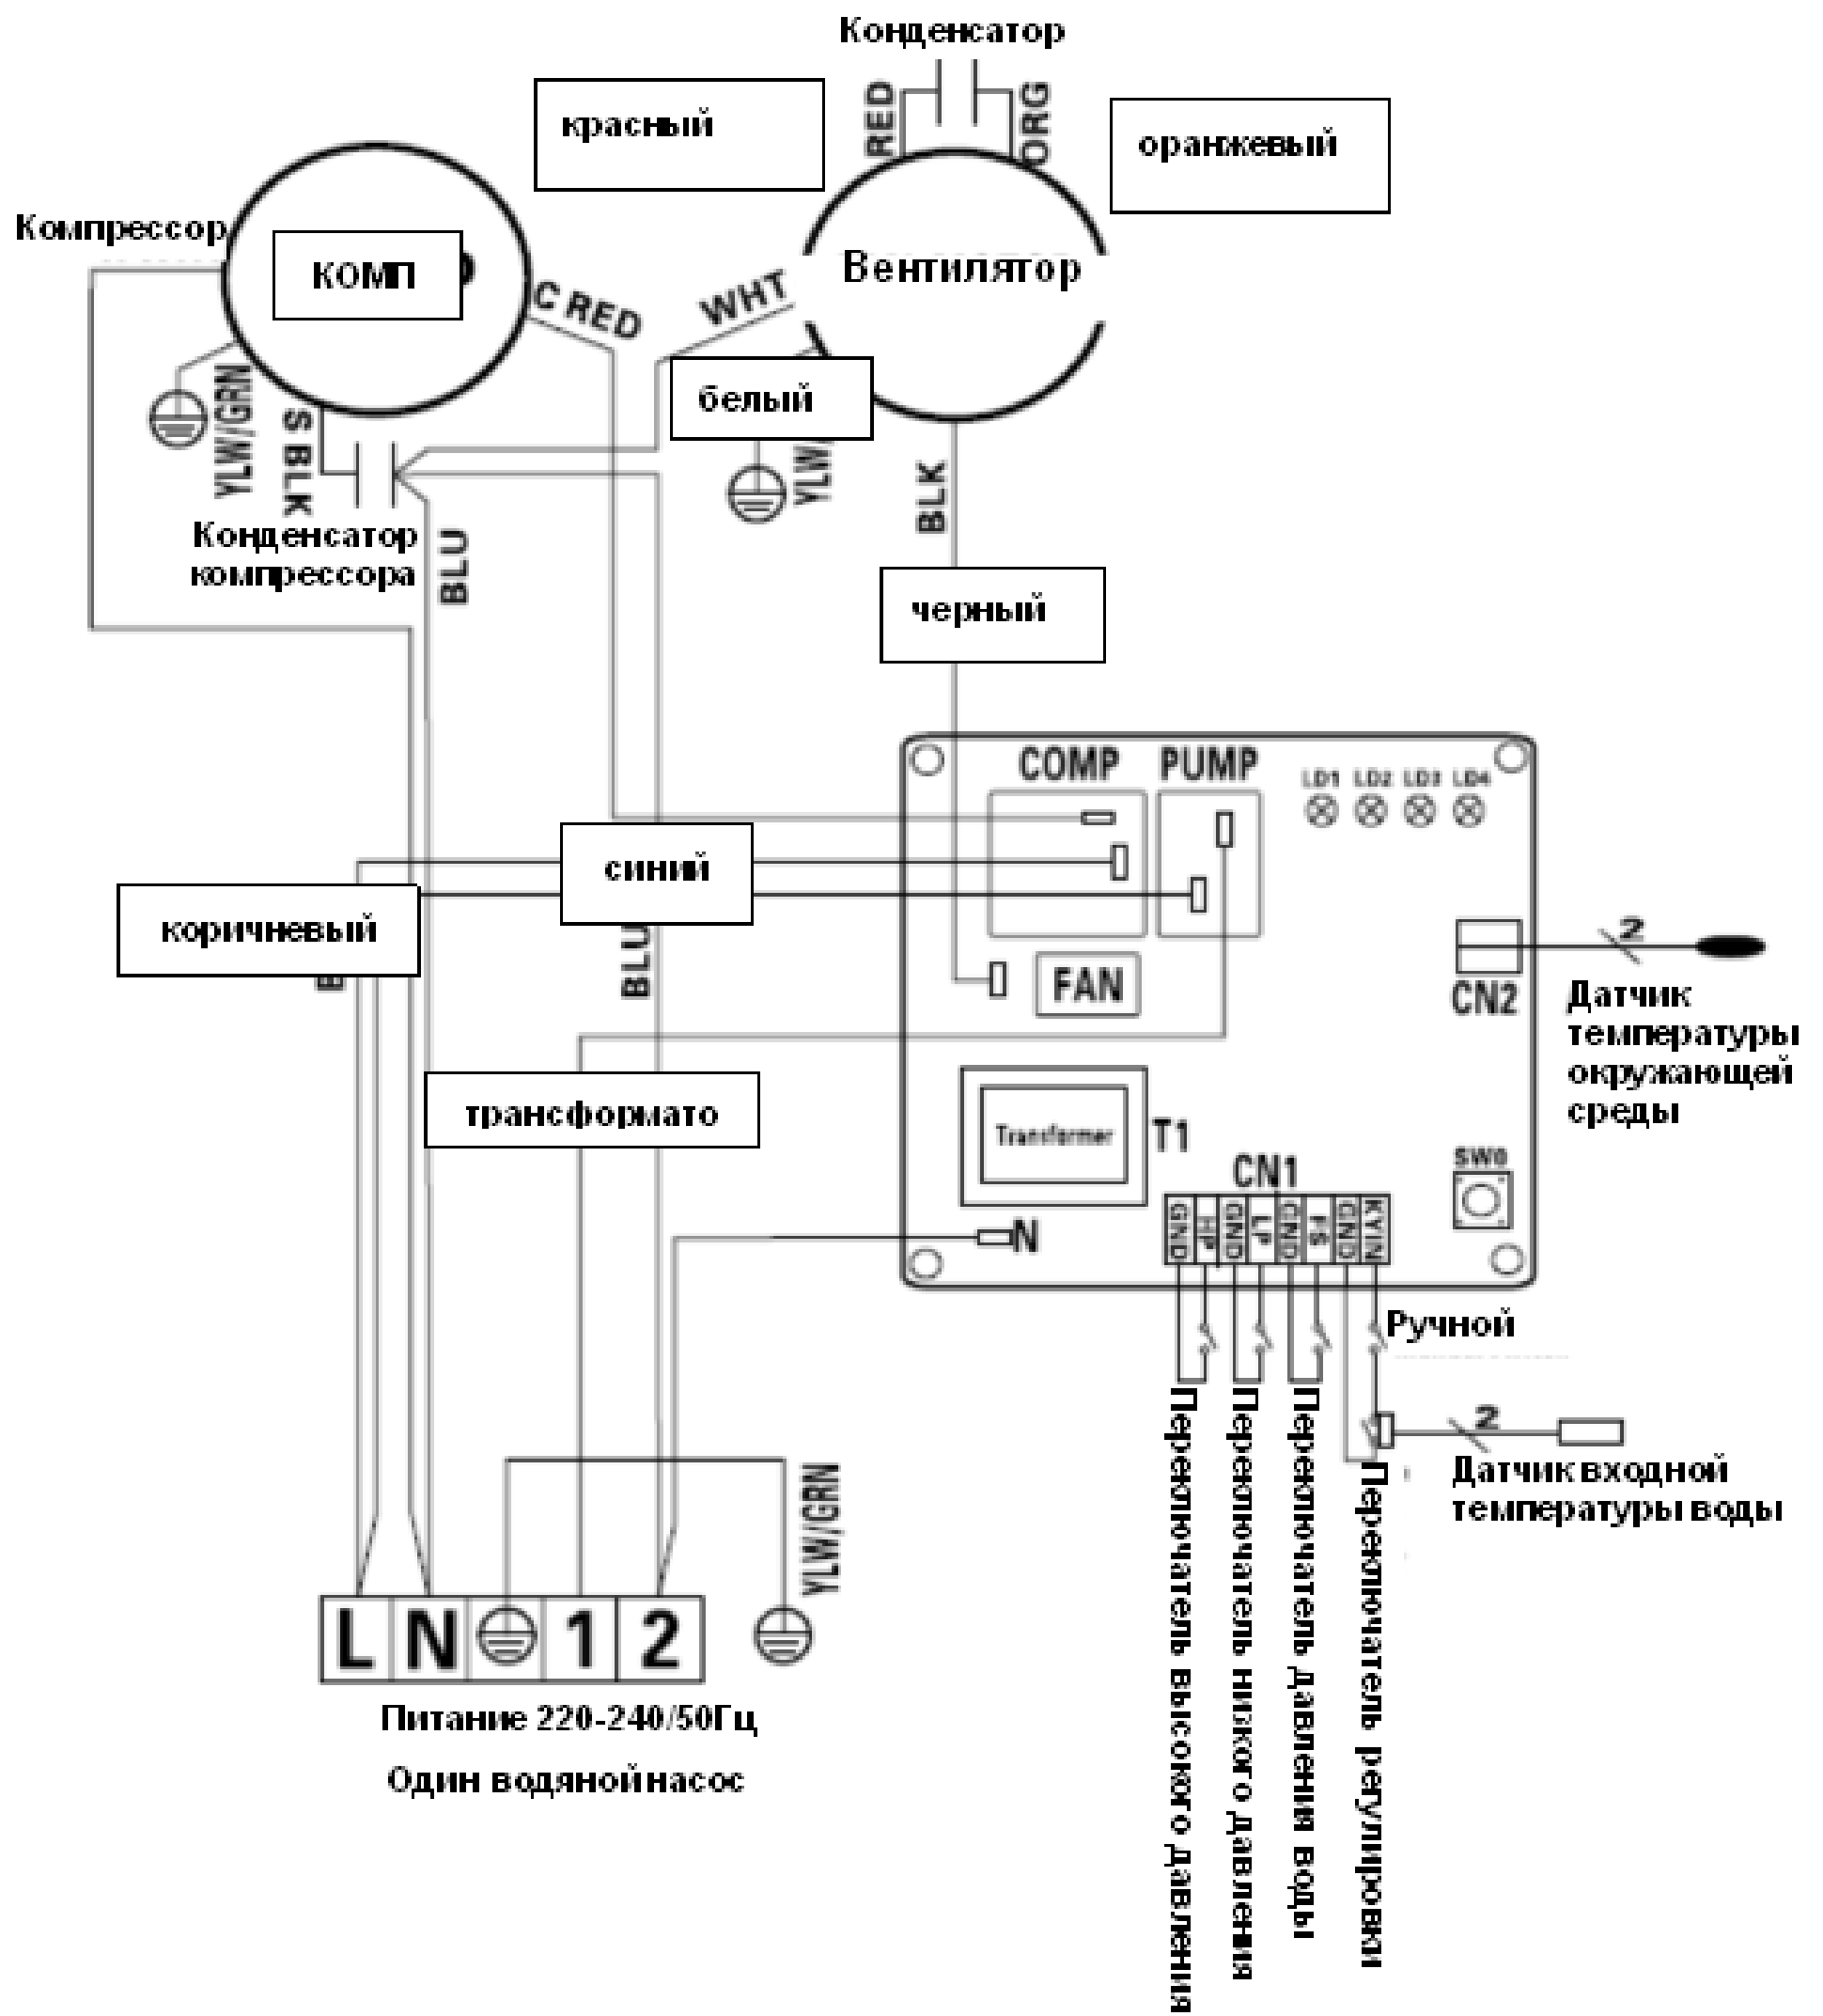 Конденсатор
красный
RED
ORG
оранжевый
Компрессор
КОМП
Вентилятор
C RED
WHT
белый
YLW/GRN
S BLK
YLW/
BLK
Конденсатор
компрессора
BLU
черный
COMP
PUMP
LD1 LD2 LD3 LD4
синий
коричневый
BLU
FAN
CN2
2
Датчик
температуры
окружающей
среды
трансформато
Transformer
T1
CN1
SW0
GND HP GND LP GND FS GND KYIN
N
Ручной
2
Датчик входной
температуры воды
YLW/GRN
L N 1 2
Питание 220-240/50Гц
Один водяной насос
Переключатель высокого давления
Переключатель низкого давления
Переключатель давления воды
Переключатель регулировки